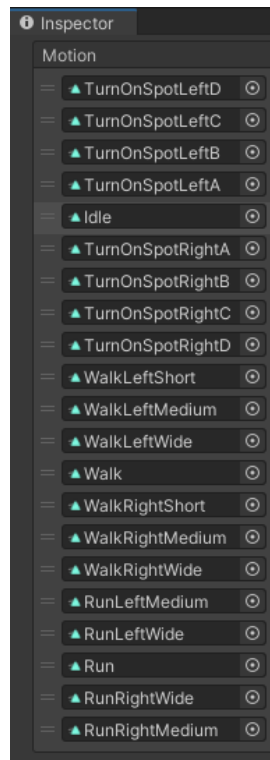 Inspector
Motion
TurnOnSpotLeftD
TurnOnSpotLeftC
TurnOnSpotLeftB
TurnOnSpotLeftA
Idle
TurnOnSpotRightA
TurnOnSpotRightB
TurnOnSpotRightC
TurnOnSpotRightD
WalkLeftShort
WalkLeftMedium
WalkLeftWide
Walk
WalkRightShort
WalkRightMedium
WalkRightWide
RunLeftMedium
RunLeftWide
Run
RunRightWide
RunRightMedium